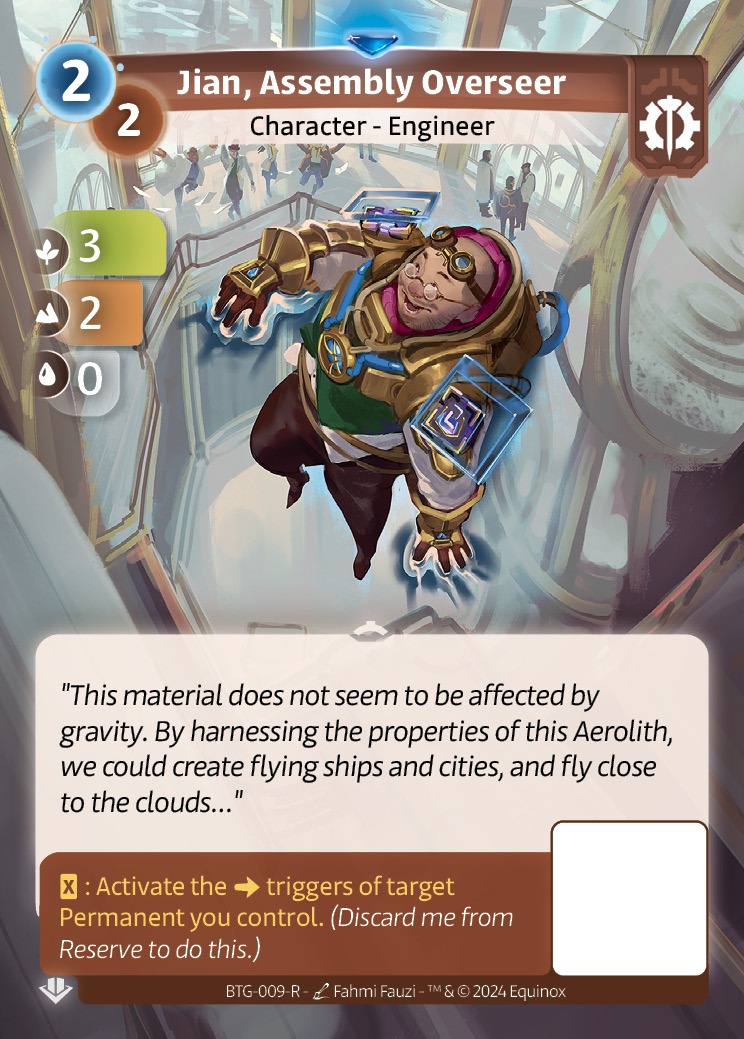 2
Jian, Assembly Overseer
2
Character - Engineer
3
2
0
"This material does not seem to be affected by
gravity. By harnessing the properties of this Aerolith,
we could create flying ships and cities, and fly close
to the clouds..."
X : Activate the ➔ triggers of target
Permanent you control. (Discard me from
Reserve to do this.)
BTG-009-R - Fahmi Fauzi - ™ & © 2024 Equinox